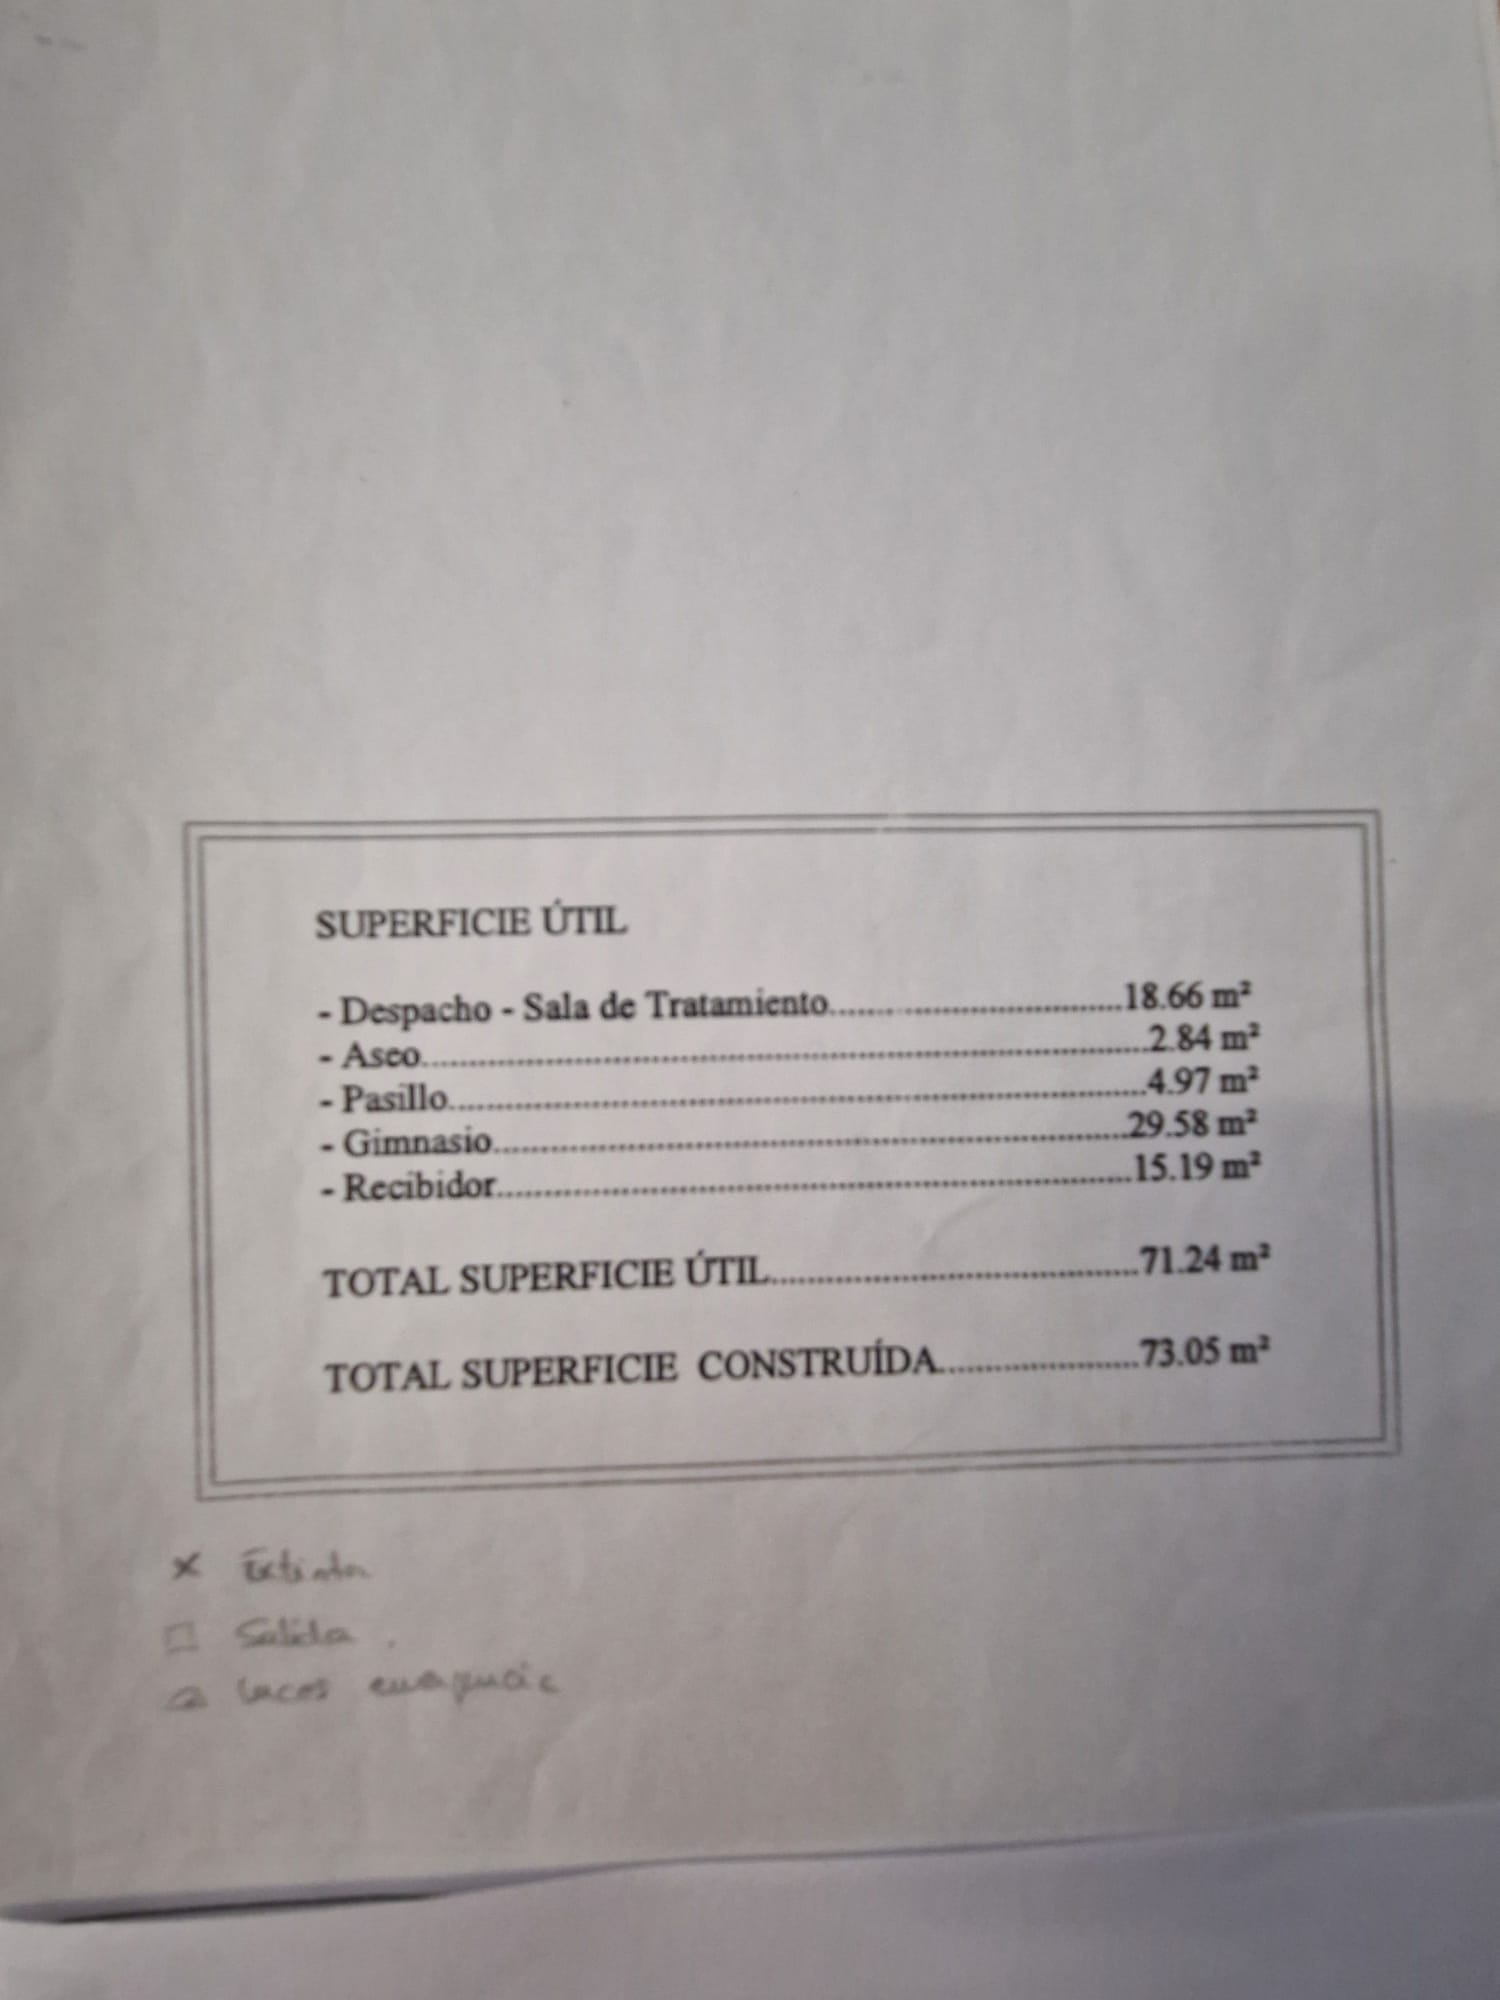 SUPERFICIE ÚTIL
- Despacho - Sala de Tratamiento..............................18.66 m²
- Aseo..............................2.84 m²
- Pasillo..............................4.97 m²
- Gimnasio..............................29.58 m²
- Recibidor..............................15.19 m²
TOTAL SUPERFICIE ÚTIL..............................71.24 m²
TOTAL SUPERFICIE CONSTRUÍDA....................73.05 m²
x Extintor
□ Salida.